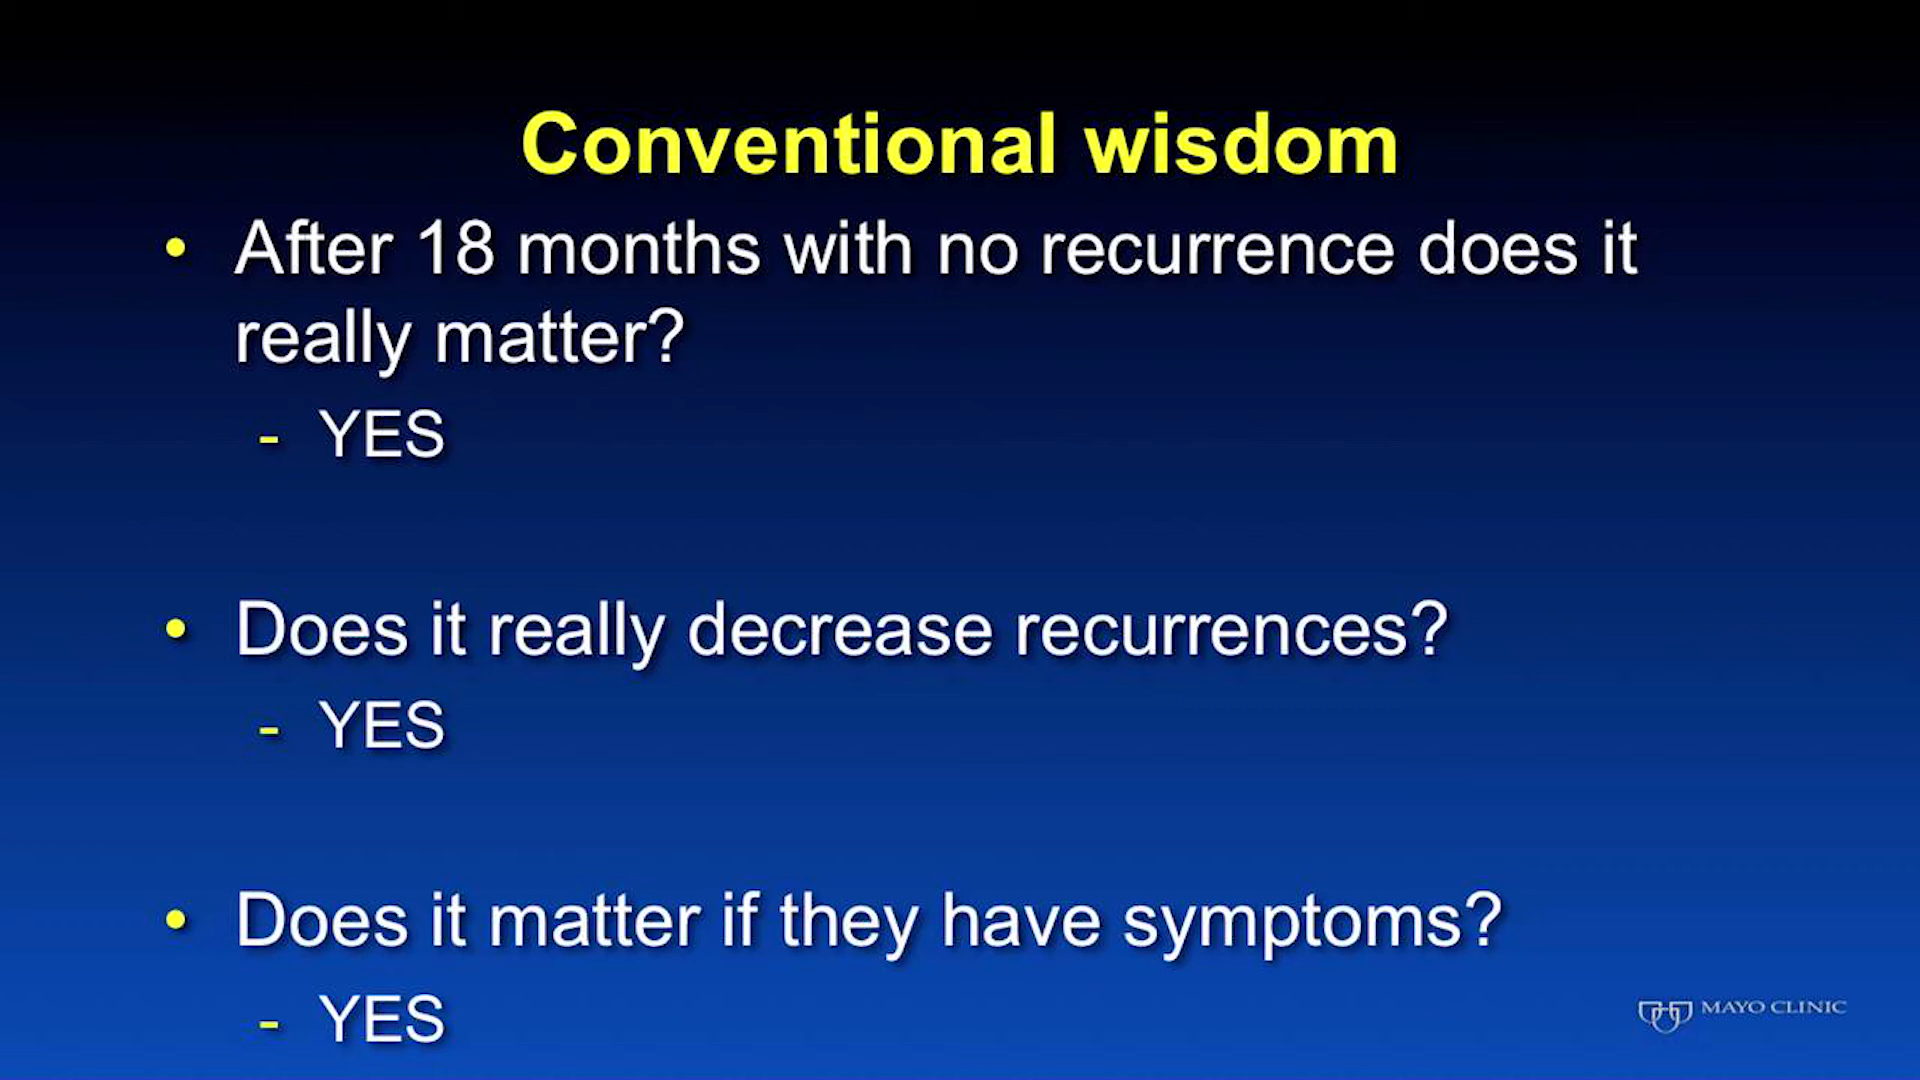 Conventional wisdom
• After 18 months with no recurrence does it
really matter?
- YES
• Does it really decrease recurrences?
- YES
• Does it matter if they have symptoms?
- YES
MAYO CLINIC